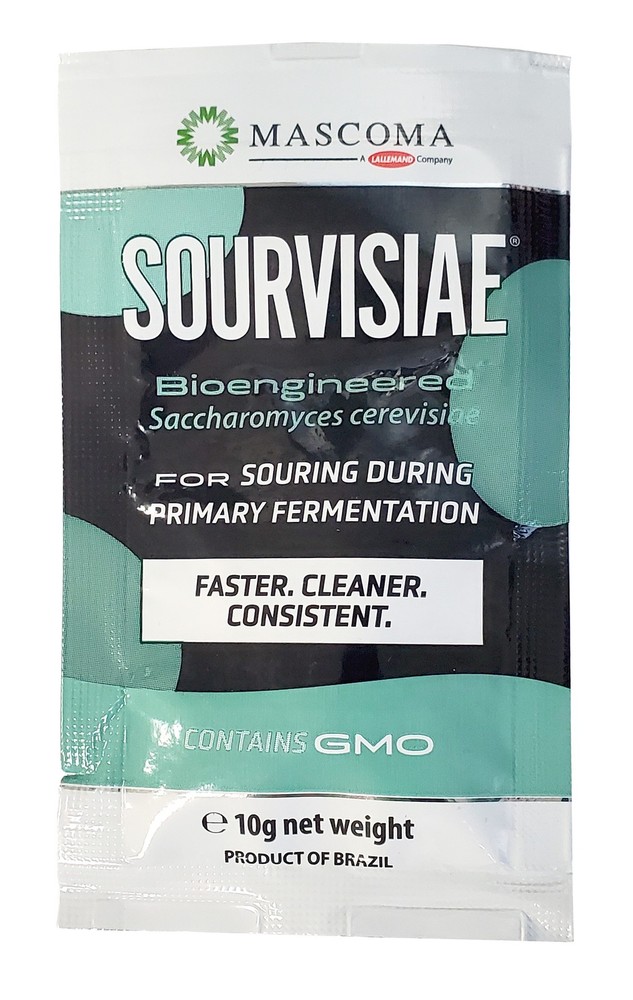 MASCOMA
A LALLEMAND Company
SOURVISIAE®
Bioengineered
Saccharomyces cerevisiae
FOR SOURING DURING
PRIMARY FERMENTATION
FASTER. CLEANER.
CONSISTENT.
CONTAINS GMO
℮ 10g net weight
PRODUCT OF BRAZIL